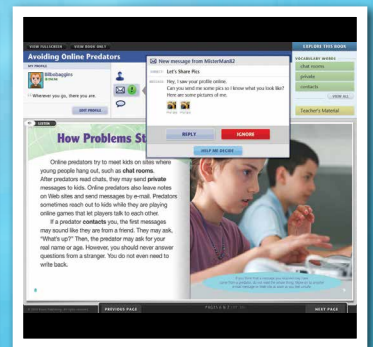 VIEW FULLSCREEN
VIEW BOOK ONLY
EXPLORE THIS BOOK
Avoiding Online Predators
MY PROFILE
Bilbobaggins
Wherever you go, there you are.
EDIT PROFILE
New message from MisterMan82
Let's Share Pics
Hey, I saw your profile online.
Can you send me some pics so I know what you look like?
Here are some pictures of me.
REPLY
IGNORE
HELP ME DECIDE
VOCABULARY WORDS
chat rooms
private
contacts
VIEW ALL
Teacher's Material
LISTEN
How Problems St
Online predators try to meet kids on sites where
young people hang out, such as chat rooms.
After predators read chats, they may send private
messages to kids. Online predators also leave notes
on Web sites and send messages by e-mail. Predators
sometimes reach out to kids while they are playing
online games that let players talk to each other.
If a predator contacts you, the first messages
may sound like they are from a friend. They may ask,
"What's up?" Then, the predator may ask for your
real name or age. However, you should never answer
questions from a stranger. You do not even need to
write back.
PREVIOUS PAGE
PAGES 6 & 7
NEXT PAGE